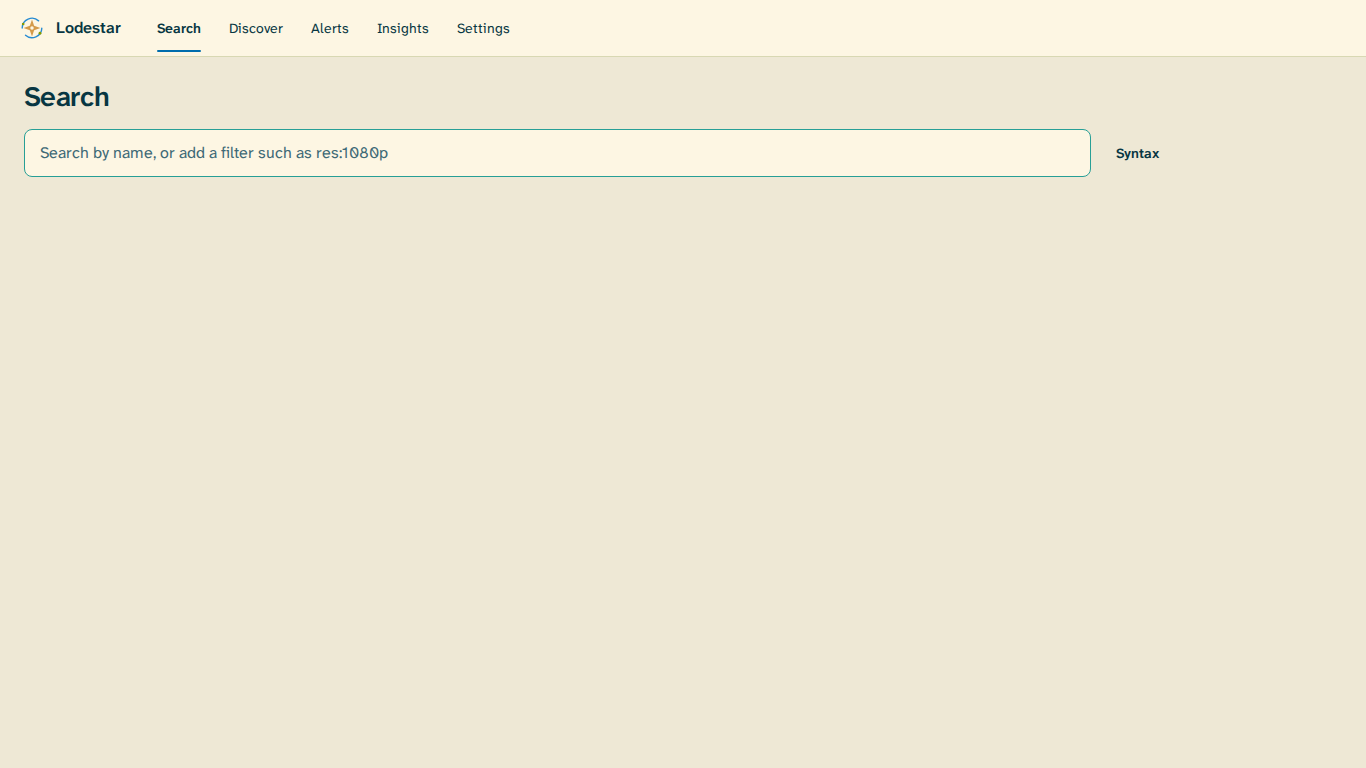 Lodestar Search Discover Alerts Insights Settings
Search
Search by name, or add a filter such as res:1080p Syntax